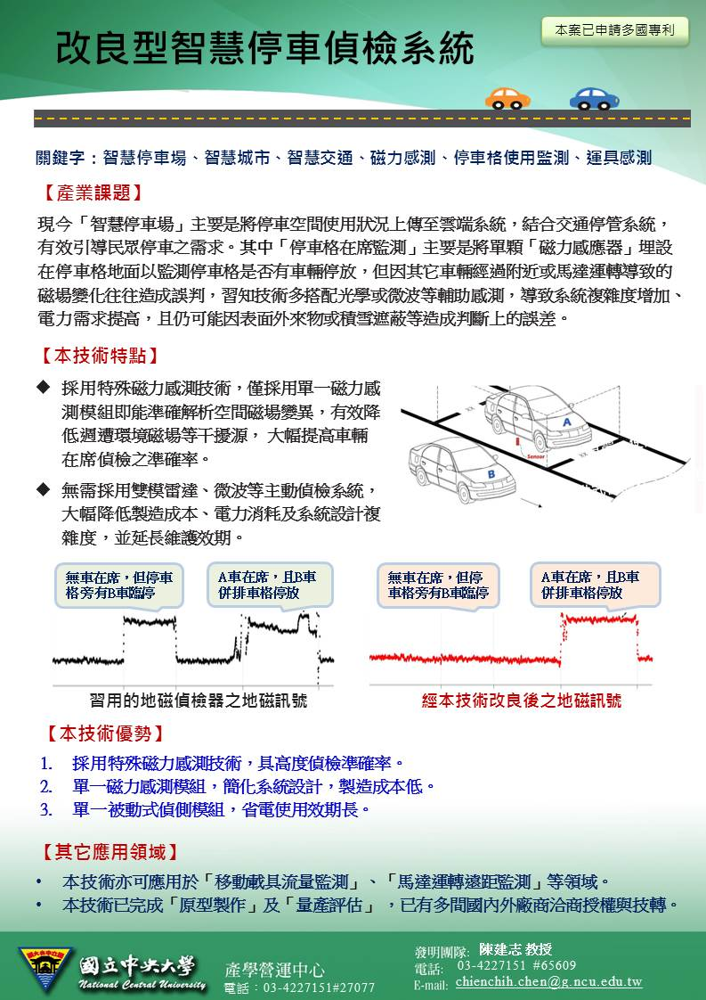 改良型智慧停車偵檢系統
本案已申請多國專利
關鍵字：智慧停車場、智慧城市、智慧交通、磁力感測、停車格使用監測、運具感測
【產業課題】
現今「智慧停車場」主要是將停車空間使用狀況上傳至雲端系統，結合交通停管系統，
有效引導民眾停車之需求。其中「停車格在席監測」主要是將單顆「磁力感應器」埋設
在停車格地面以監測停車格是否有車輛停放，但因其它車輛經過附近或馬達運轉導致的
磁場變化往往造成誤判，習知技術多搭配光學或微波等輔助感測，導致系統複雜度增加、
電力需求提高，且仍可能因表面外來物或積雪遮蔽等造成判斷上的誤差。
【本技術特點】
◆ 採用特殊磁力感測技術，僅採用單一磁力感
測模組即能準確解析空間磁場變異，有效降
低週遭環境磁場等干擾源， 大幅提高車輛
在席偵檢之準確率。
◆ 無需採用雙模雷達、微波等主動偵檢系統，
大幅降低製造成本、電力消耗及系統設計複
雜度，並延長維護效期。
XX
A
Sensor
XX
B
無車在席，但停車
格旁有B車臨停
A車在席，且B車
併排車格停放
無車在席，但停
車格旁有B車臨停
A車在席，且B車
併排車格停放
習用的地磁偵檢器之地磁訊號
經本技術改良後之地磁訊號
【本技術優勢】
1. 採用特殊磁力感測技術，具高度偵檢準確率。
2. 單一磁力感測模組，簡化系統設計，製造成本低。
3. 單一被動式偵側模組，省電使用效期長。
【其它應用領域】
• 本技術亦可應用於「移動載具流量監測」、「馬達運轉遠距監測」等領域。
• 本技術已完成「原型製作」及「量產評估」，已有多間國內外廠商洽商授權與技轉。
國立中央大學
National Central University
產學營運中心
電話：03-4227151#27077
發明團隊: 陳建志 教授
電話: 03-4227151 #65609
E-mail: chienchih.chen@g.ncu.edu.tw